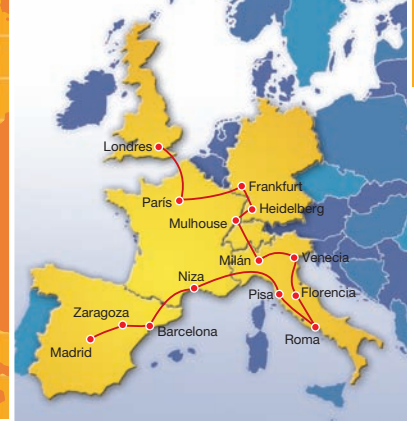 Londres
Frankfurt
París
Heidelberg
Mulhouse
Milán
Venecia
Niza
Pisa
Florencia
Zaragoza
Barcelona
Roma
Madrid